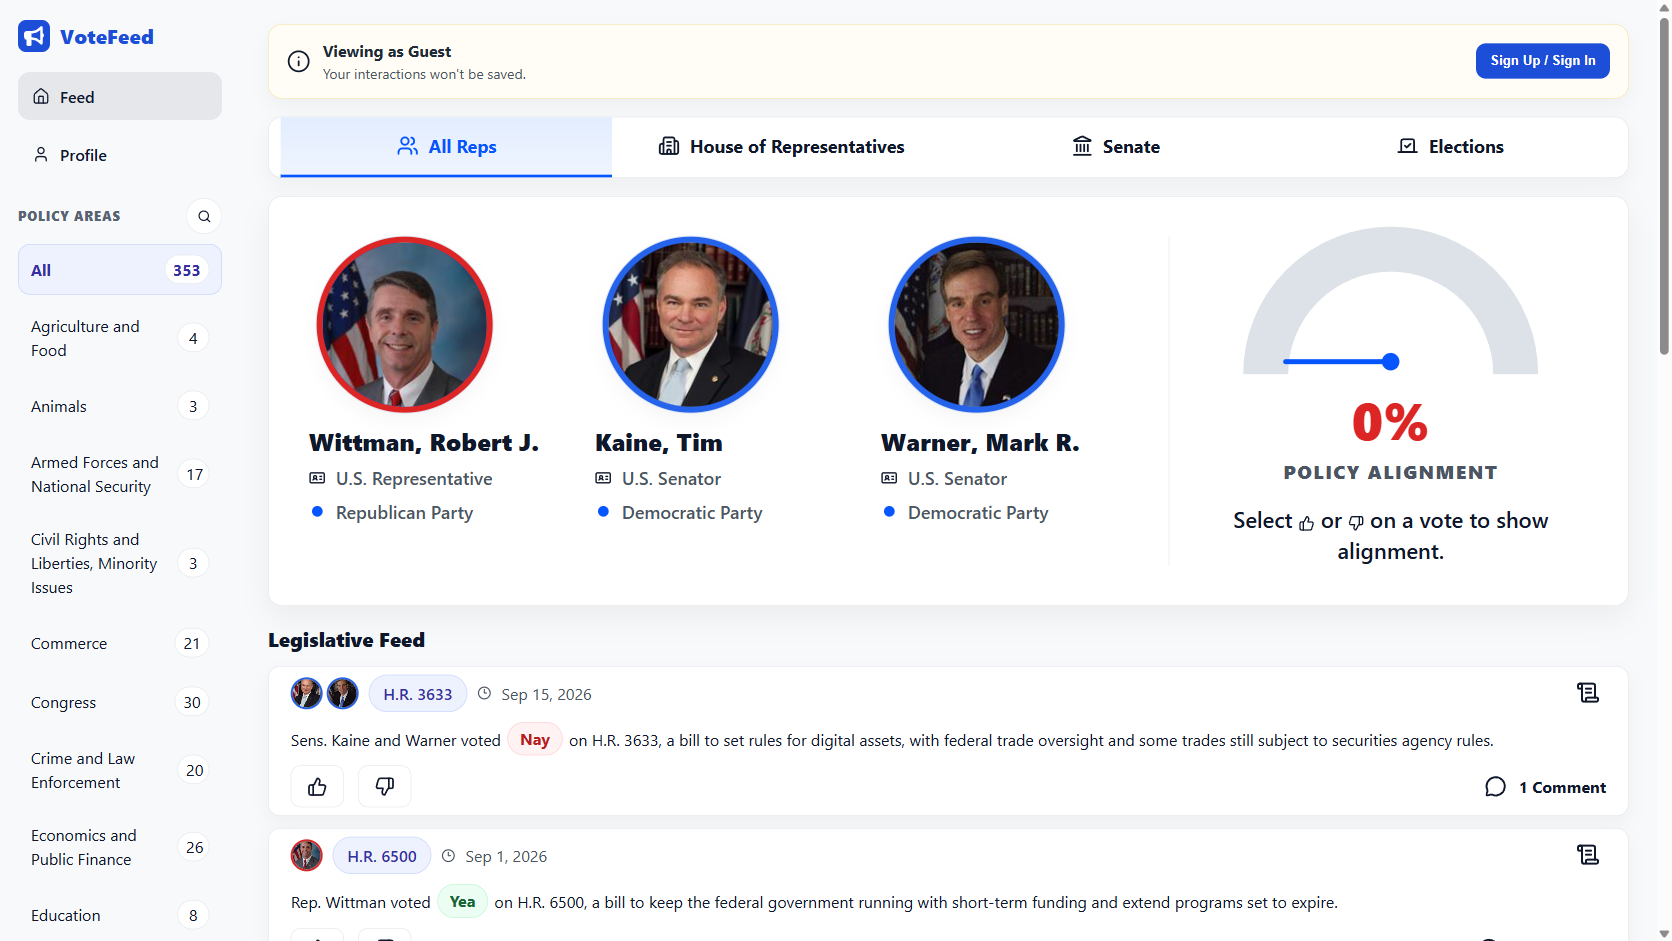 VoteFeed
Feed
Profile
POLICY AREAS
All 353
Agriculture and
Food
4
Animals 3
Armed Forces and
National Security
17
Civil Rights and
Liberties, Minority
Issues
3
Commerce 21
Congress 30
Crime and Law
Enforcement
20
Economics and
Public Finance
26
Education 8
Viewing as Guest
Your interactions won't be saved.
Sign Up / Sign In
All Reps
House of Representatives
Senate
Elections
Wittman, Robert J.
U.S. Representative
Republican Party
Kaine, Tim
U.S. Senator
Democratic Party
Warner, Mark R.
U.S. Senator
Democratic Party
0%
POLICY ALIGNMENT
Select or on a vote to show
alignment.
Legislative Feed
H.R. 3633 Sep 15, 2026
Sens. Kaine and Warner voted Nay on H.R. 3633, a bill to set rules for digital assets, with federal trade oversight and some trades still subject to securities agency rules.
1 Comment
H.R. 6500 Sep 1, 2026
Rep. Wittman voted Yea on H.R. 6500, a bill to keep the federal government running with short-term funding and extend programs set to expire.